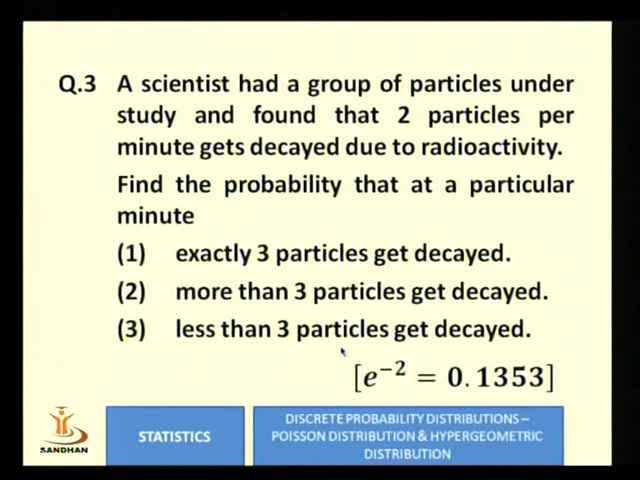 Q.3 A scientist had a group of particles under
study and found that 2 particles per
minute gets decayed due to radioactivity.
Find the probability that at a particular
minute
(1) exactly 3 particles get decayed.
(2) more than 3 particles get decayed.
(3) less than 3 particles get decayed.
[e⁻² = 0.1353]
SANDHAN
STATISTICS
DISCRETE PROBABILITY DISTRIBUTIONS –
POISSON DISTRIBUTION & HYPERGEOMETRIC
DISTRIBUTION